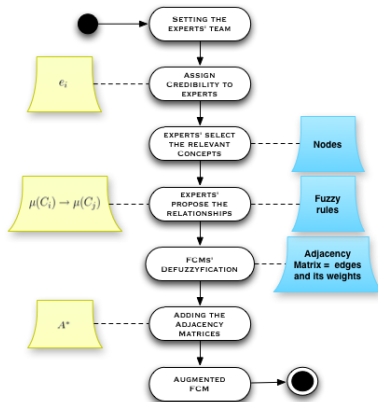 SETTING THE
EXPERTS' TEAM
e_i
ASSIGN
CREDIBILITY TO
EXPERTS
EXPERTS' SELECT
THE RELEVANT
CONCEPTS
Nodes
μ(C_i) → μ(C_j)
EXPERTS'
PROPOSE THE
RELATIONSHIPS
Fuzzy
rules
FCMS'
DEFUZZYFICATION
Adjacency
Matrix = edges
and its weights
A*
ADDING THE
ADJACENCY
MATRICES
AUGMENTED
FCM